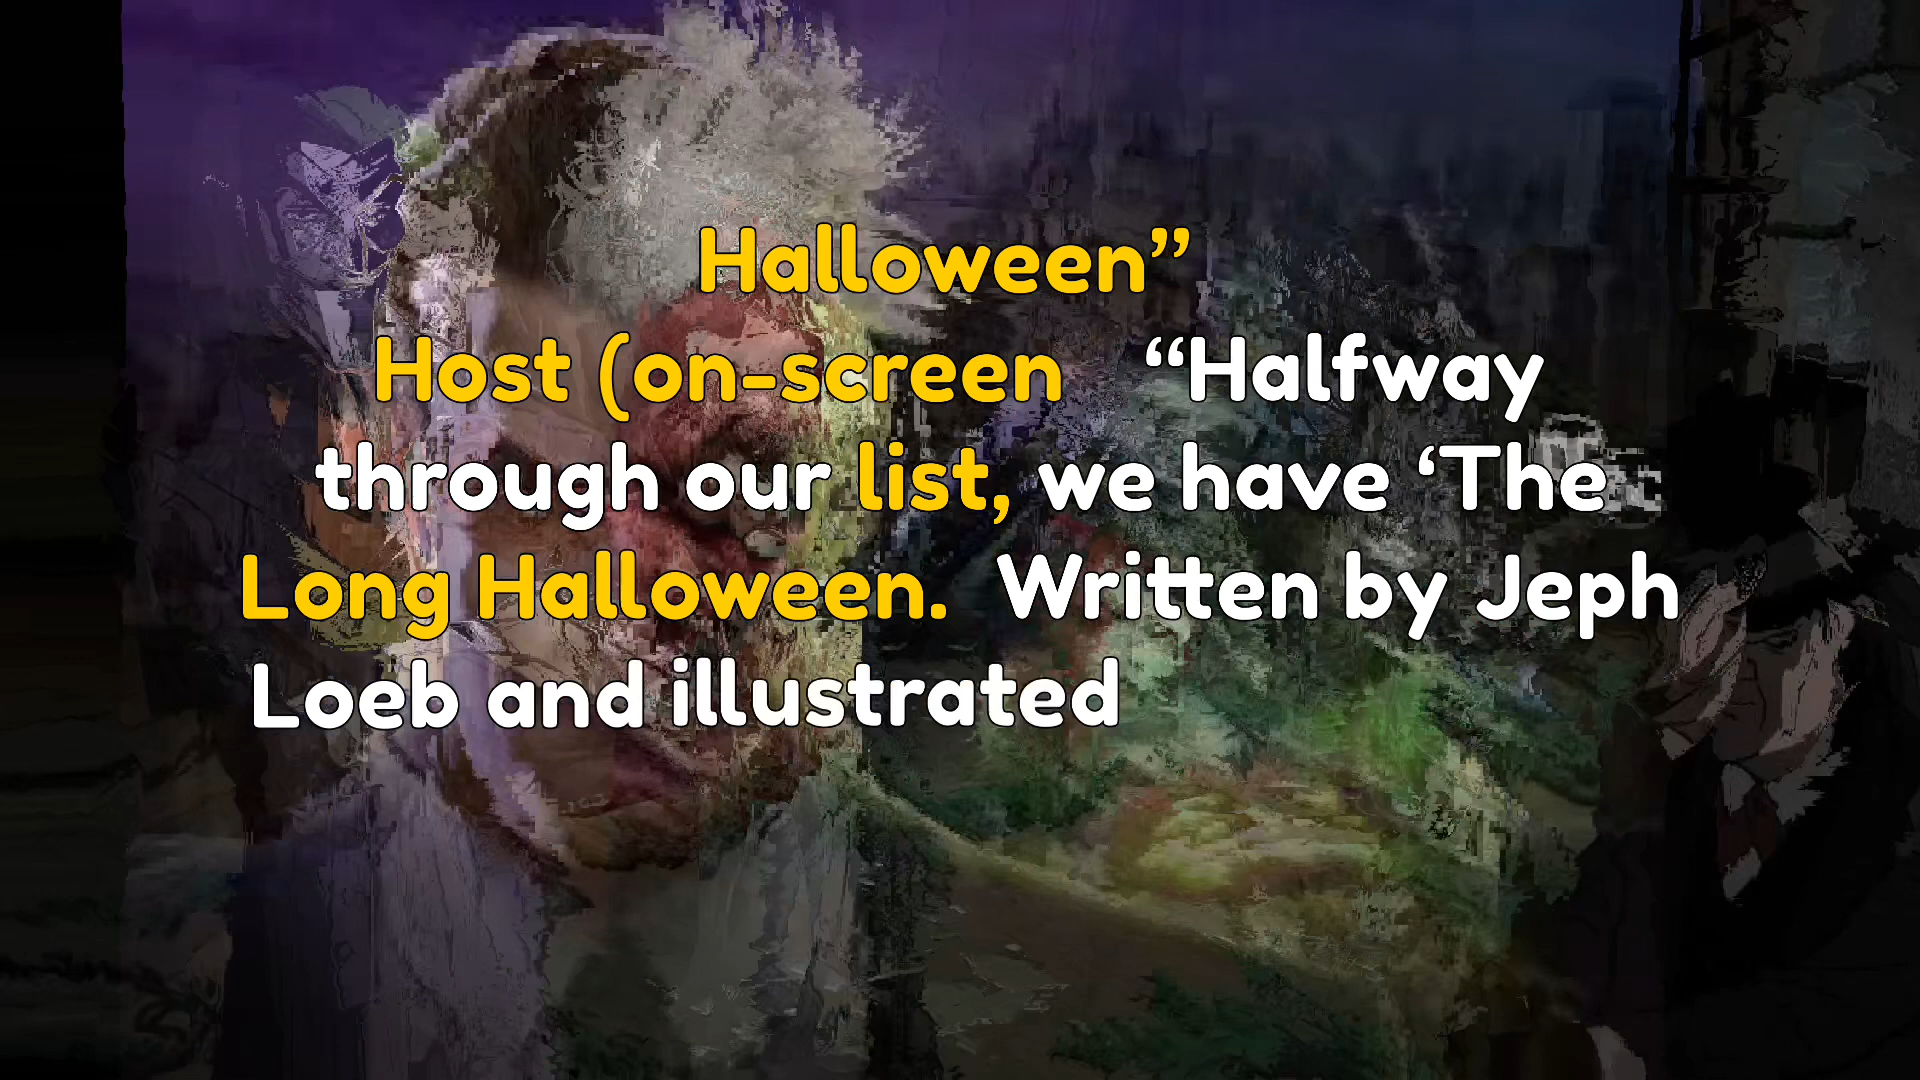 Halloween”
Host (on-screen “Halfway
through our list, we have ‘The
Long Halloween. Written by Jeph
Loeb and illustrated